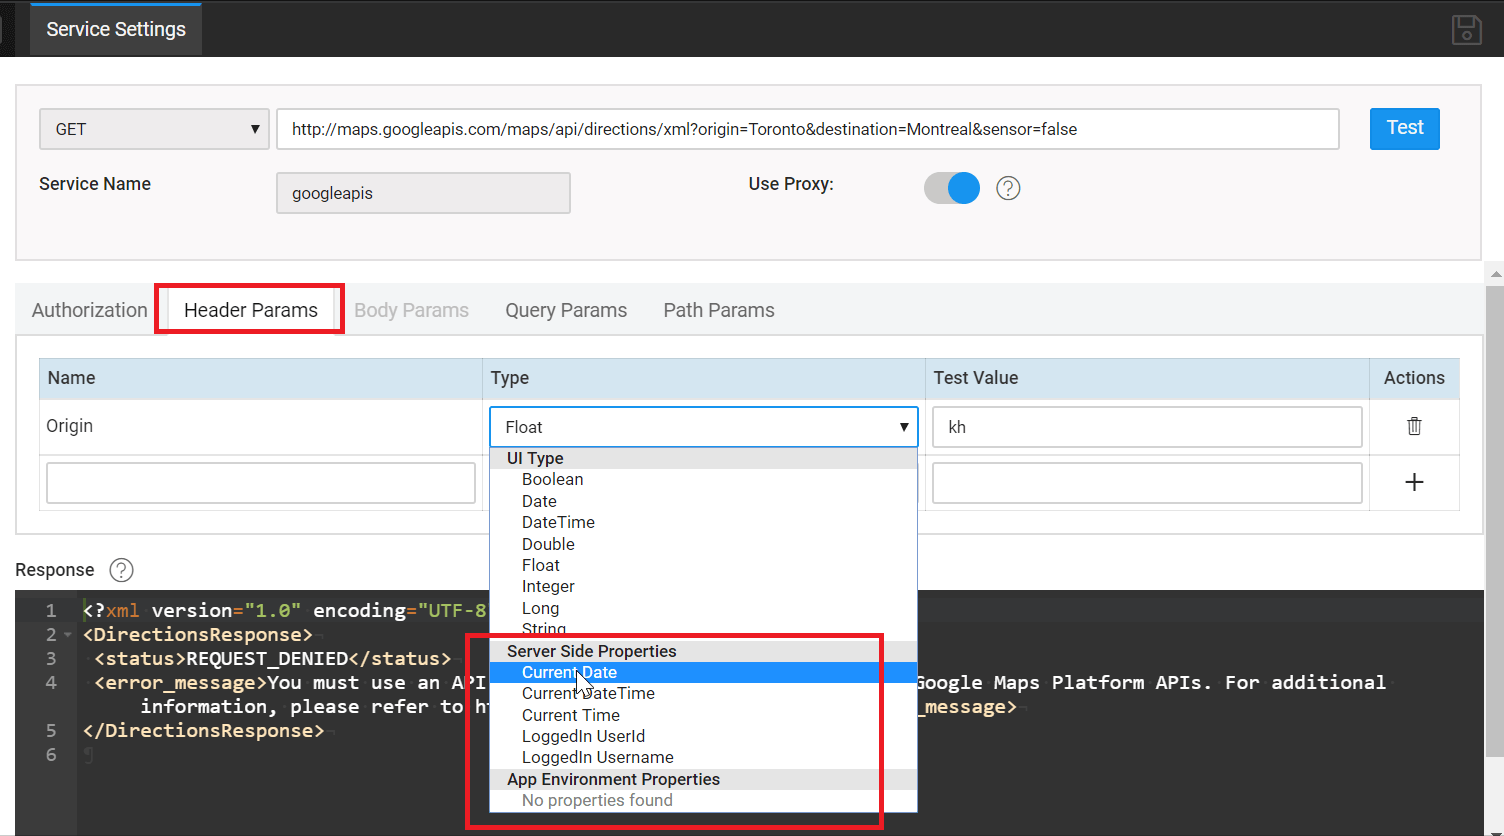 Service Settings
GET
http://maps.googleapis.com/maps/api/directions/xml?origin=Toronto&destination=Montreal&sensor=false
Test
Service Name
googleapis
Use Proxy:
?
Authorization Header Params Body Params Query Params Path Params
Name Type Test Value Actions
Origin Float kh
UI Type
Boolean
Date
DateTime
Double
Float
Integer
Long
String
Server Side Properties
Current Date
Current DateTime
Current Time
LoggedIn UserId
LoggedIn Username
App Environment Properties
No properties found
Response ?
1 <?xml version="1.0" encoding="UTF-8
2 <DirectionsResponse>
3 <status>REQUEST_DENIED</status>
4 <error_message>You must use an API Google Maps Platform APIs. For additional
information, please refer to _message>
5 </DirectionsResponse>
6